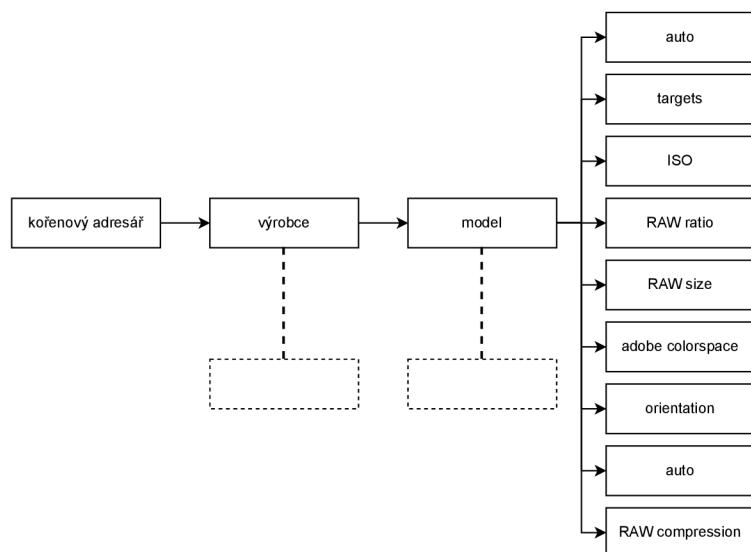 auto
targets
ISO
kořenový adresář
výrobce
model
RAW ratio
RAW size
adobe colorspace
orientation
auto
RAW compression